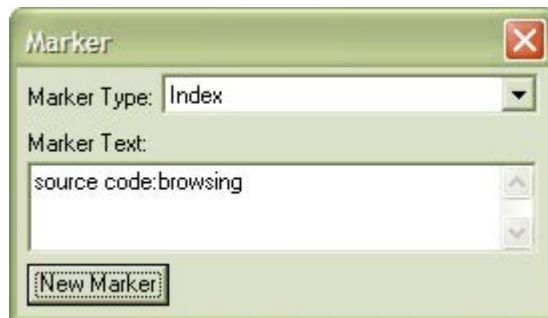 Marker
Marker Type: Index
Marker Text:
source code:browsing
New Marker